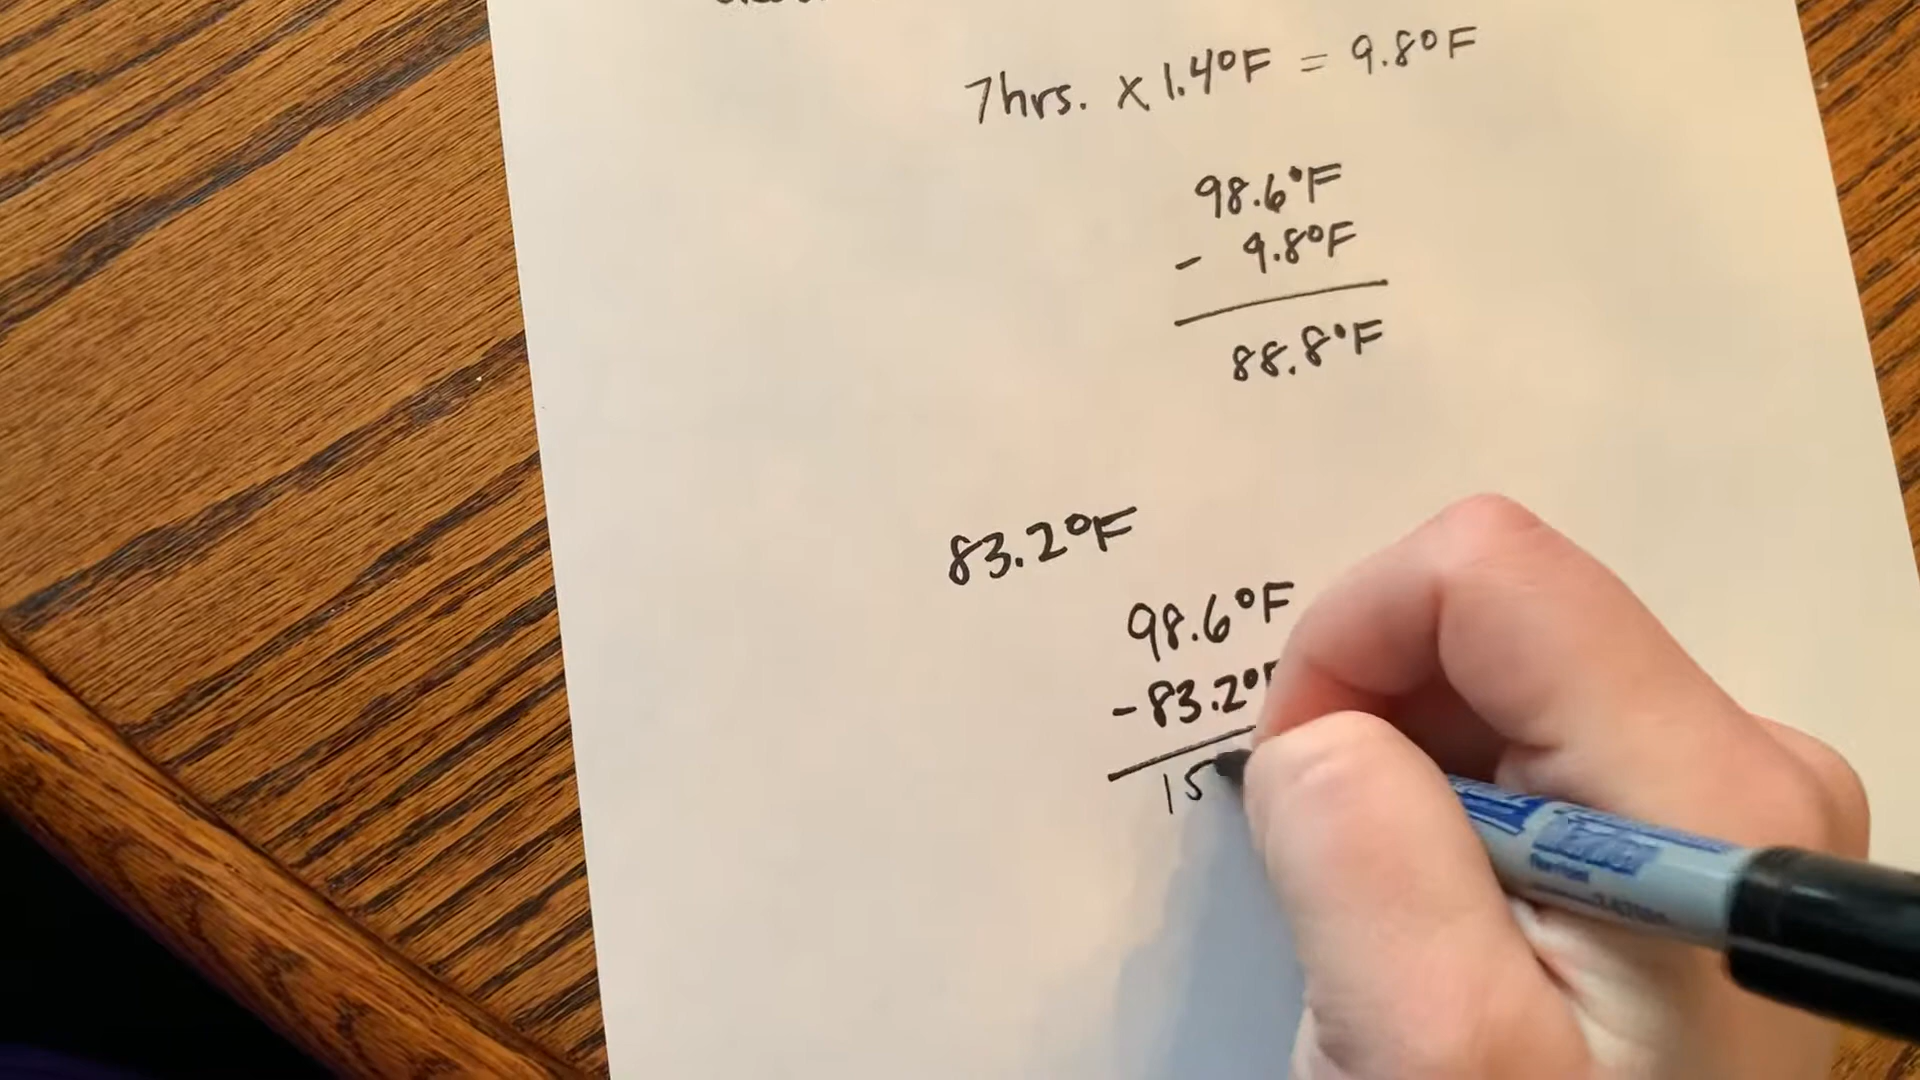 7hrs. x 1.4°F = 9.8°F
98.6°F
- 9.8°F
88.8°F
83.2°F
98.6°F
-83.2°F
15